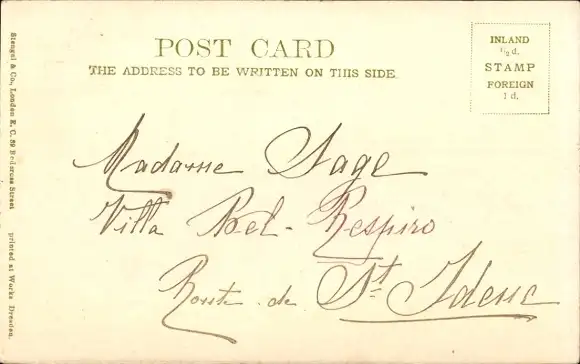 POST CARD
THE ADDRESS TO BE WRITTEN ON THIS SIDE
INLAND
½ d.
STAMP
FOREIGN
1 d.
Madame Sage
Villa Bel-Respiro
Route de St Idesse
Stengel & Co., London E. C. 39 Redcross Street printed at Works Dresden.